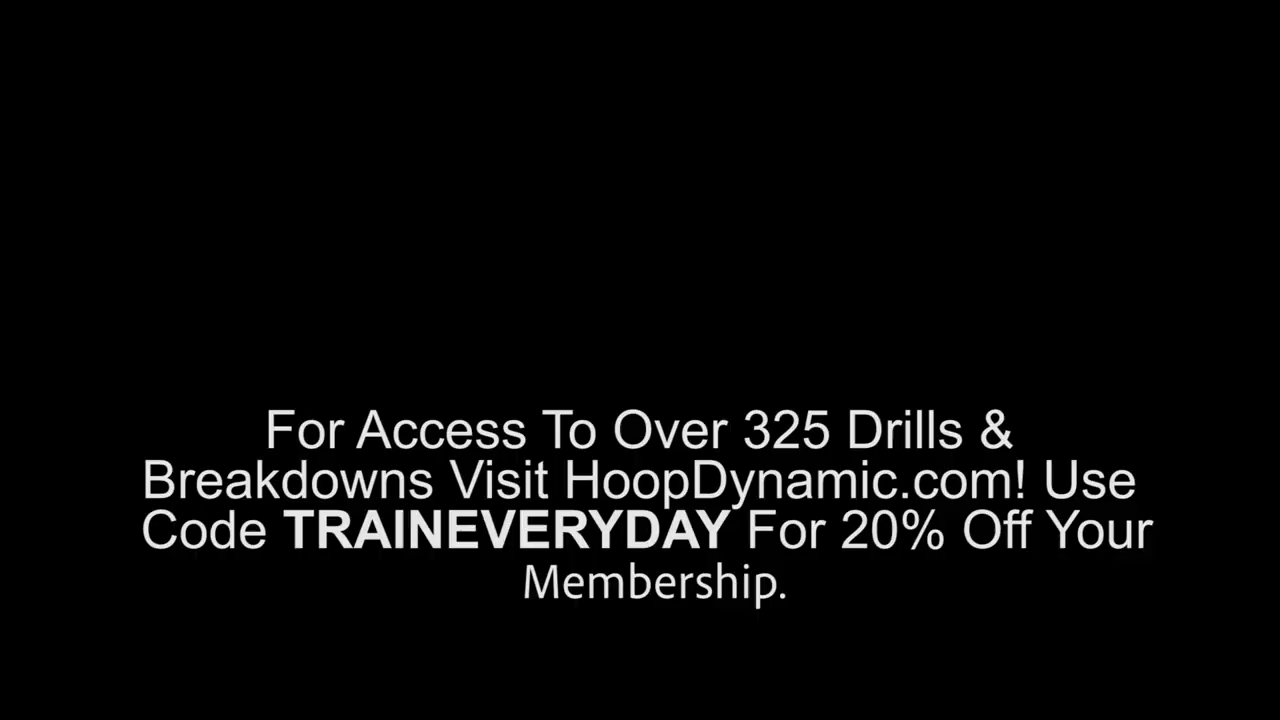 For Access To Over 325 Drills &
Breakdowns Visit HoopDynamic.com! Use
Code TRAINEVERYDAY For 20% Off Your
Membership.